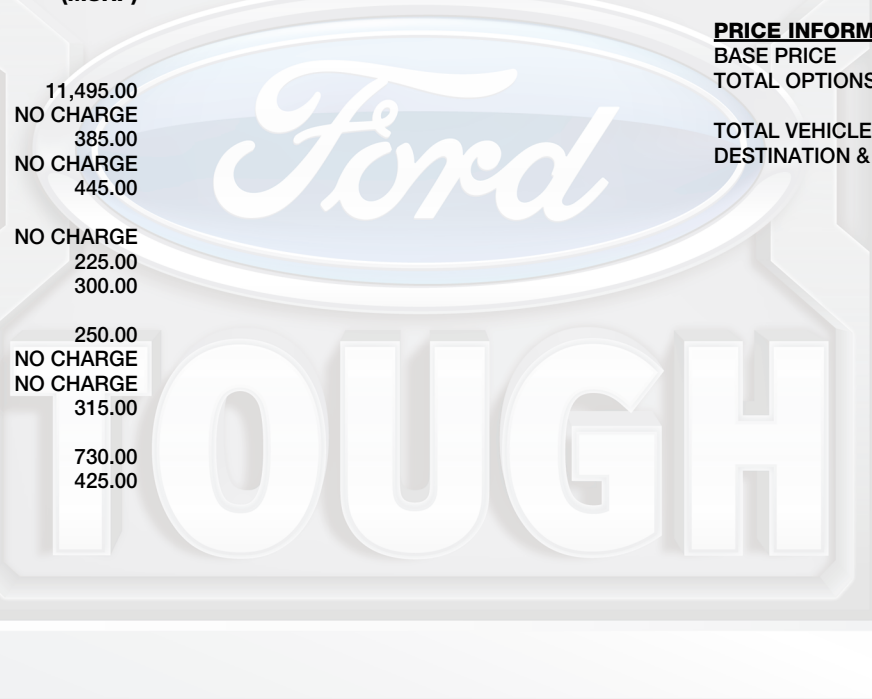 11,495.00
NO CHARGE
385.00
NO CHARGE
445.00
NO CHARGE
225.00
300.00
250.00
NO CHARGE
NO CHARGE
315.00
730.00
425.00
PRICE INFORM
BASE PRICE
TOTAL OPTIONS
TOTAL VEHICLE
DESTINATION &
Ford
TOUGH